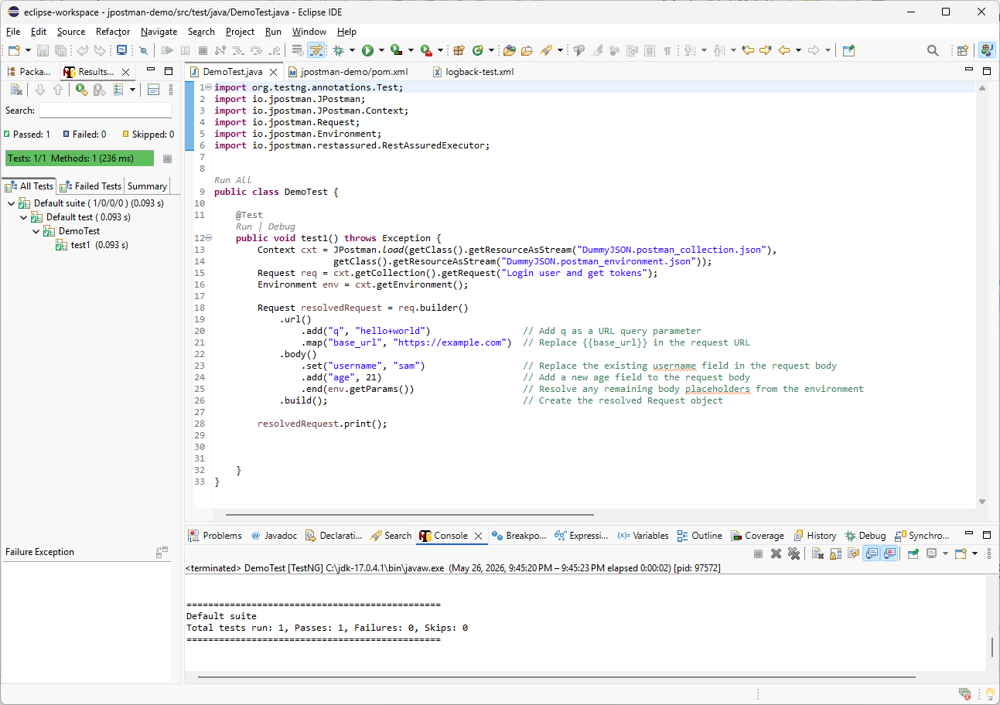 eclipse-workspace - jpostman-demo/src/test/java/DemoTest.java - Eclipse IDE
File Edit Source Refactor Navigate Search Project Run Window Help
Packa... Results...
Search:
Passed: 1 Failed: 0 Skipped: 0
Tests: 1/1 Methods: 1 (236 ms)
All Tests Failed Tests Summary
Default suite ( 1/0/0/0 ) (0.093 s)
Default test ( 0.093 s)
DemoTest
test1 (0.093 s)
Failure Exception
DemoTest.java jpostman-demo/pom.xml logback-test.xml
1 import org.testng.annotations.Test;
2 import io.jpostman.JPostman;
3 import io.jpostman.JPostman.Context;
4 import io.jpostman.Request;
5 import io.jpostman.Environment;
6 import io.jpostman.restassured.RestAssuredExecutor;
7
8
Run All
9 public class DemoTest {
10
11 @Test
Run | Debug
12 public void test1() throws Exception {
13 Context cxt = JPostman.load(getClass().getResourceAsStream("DummyJSON.postman_collection.json"),
14 getClass().getResourceAsStream("DummyJSON.postman_environment.json"));
15 Request req = cxt.getCollection().getRequest("Login user and get tokens");
16 Environment env = cxt.getEnvironment();
17
18 Request resolvedRequest = req.builder()
19 .url()
20 .add("q", "hello+world") // Add q as a URL query parameter
21 .map("base_url", "https://example.com") // Replace {{base_url}} in the request URL
22 .body()
23 .set("username", "sam") // Replace the existing username field in the request body
24 .add("age", 21) // Add a new age field to the request body
25 .end(env.getParams()) // Resolve any remaining body placeholders from the environment
26 .build(); // Create the resolved Request object
27
28 resolvedRequest.print();
29
30
31
32 }
33 }
Problems Javadoc Declarati... Search Console Breakpo... Expressi... Variables Outline Coverage History Debug Synchro...
<terminated> DemoTest [TestNG] C:\jdk-17.0.4.1\bin\javaw.exe (May 26, 2026, 9:45:20 PM – 9:45:23 PM elapsed 0:00:02) [pid: 97572]
===============================================
Default suite
Total tests run: 1, Passes: 1, Failures: 0, Skips: 0
===============================================